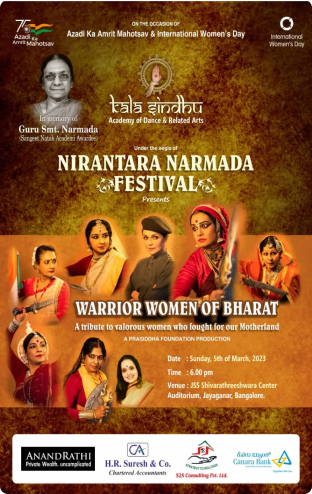 ON THE OCCASION OF
Azadi Ka Amrit Mahotsav & International Women's Day
75
Azadi Ka
Amrit Mahotsav
International
Women's Day
In memory of
Guru Smt. Narmada
(Sangeet Natak Academi Awardee)
kala sindhu
Academy of Dance & Related Arts
Under the aegis of
NIRANTARA NARMADA
FESTIVAL
Presents
WARRIOR WOMEN OF BHARAT
A tribute to valorous women who fought for our Motherland
A PRASIDDHA FOUNDATION PRODUCTION
Date : Sunday, 5th of March, 2023
Time : 6.00 pm
Venue : JSS Shivarathreeshwara Center
Auditorium, Jayaganar, Bangalore.
ANANDRATHI
Private Wealth. uncomplicated
CA
H.R. Suresh & Co.
Chartered Accountants
S2S Consulting Pvt. Ltd.
Canara Bank